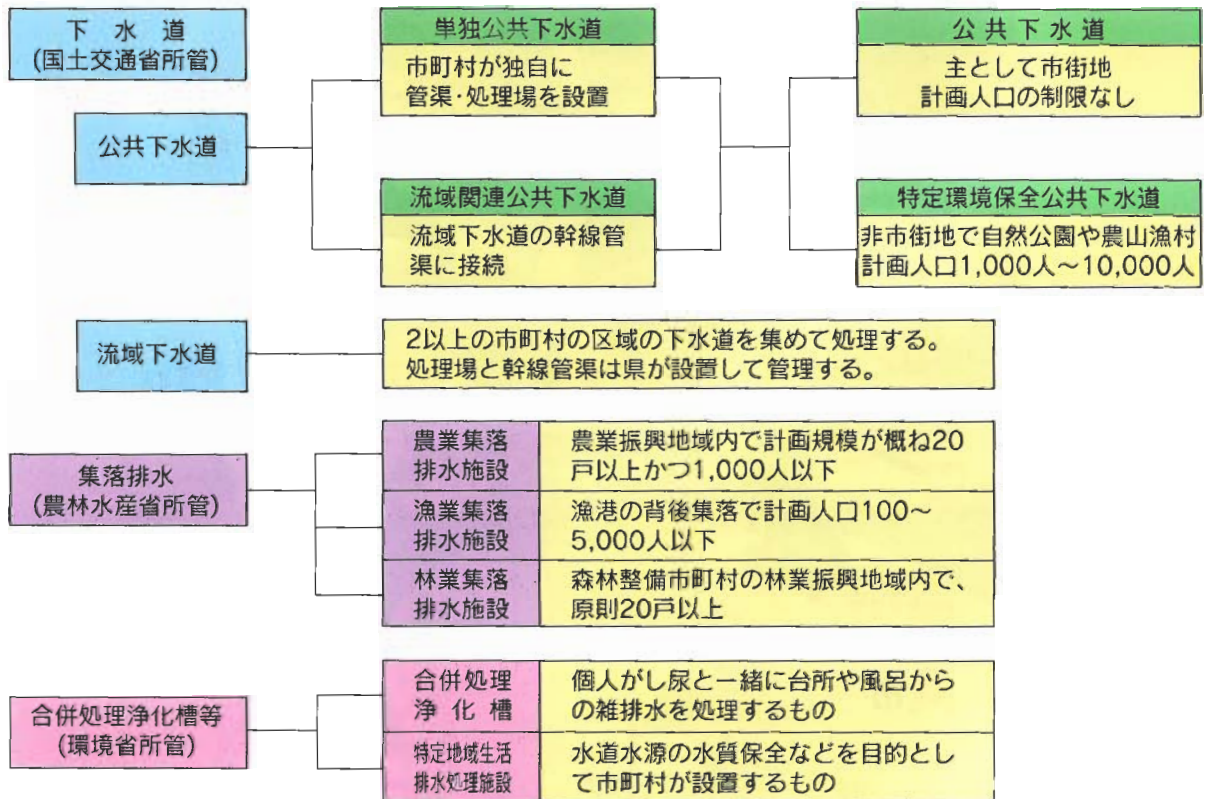 下水道
(国土交通省所管)
公共下水道
単独公共下水道
市町村が独自に
管渠・処理場を設置
流域関連公共下水道
流域下水道の幹線管
渠に接続
公共下水道
主として市街地
計画人口の制限なし
特定環境保全公共下水道
非市街地で自然公園や農山漁村
計画人口1,000人〜10,000人
流域下水道
2以上の市町村の区域の下水道を集めて処理する。
処理場と幹線管渠は県が設置して管理する。
集落排水
(農林水産省所管)
農業集落
排水施設
農業振興地域内で計画規模が概ね20
戸以上かつ1,000人以下
漁業集落
排水施設
漁港の背後集落で計画人口100〜
5,000人以下
林業集落
排水施設
森林整備市町村の林業振興地域内で、
原則20戸以上
合併処理浄化槽等
(環境省所管)
合併処理
浄化槽
個人がし尿と一緒に台所や風呂から
の雑排水を処理するもの
特定地域生活
排水処理施設
水道水源の水質保全などを目的とし
て市町村が設置するもの